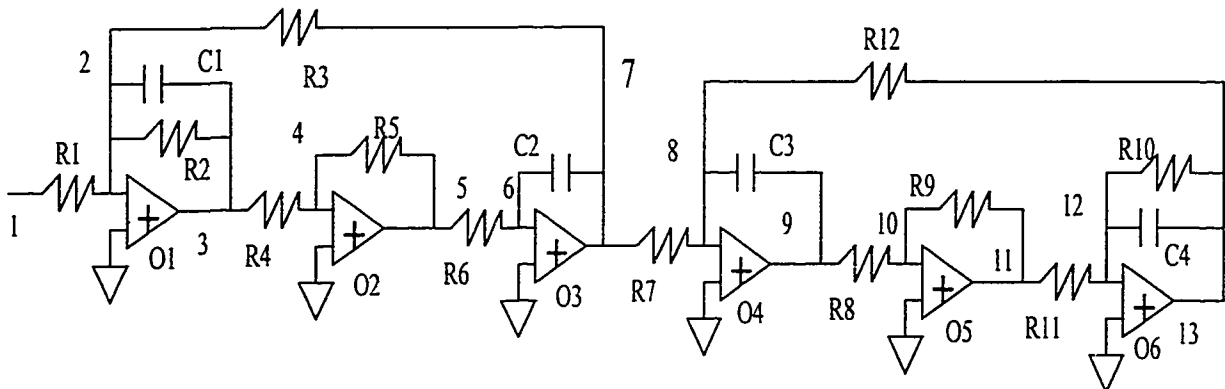 R12
2
C1
R3
7
4
R5
8
C3
R10
R1
R2
C2
R9
12
5
6
9
10
11
C4
1
3
R4
O1
O2
R6
O3
R7
O4
R8
O5
R11
O6
13
+
+
+
+
+
+